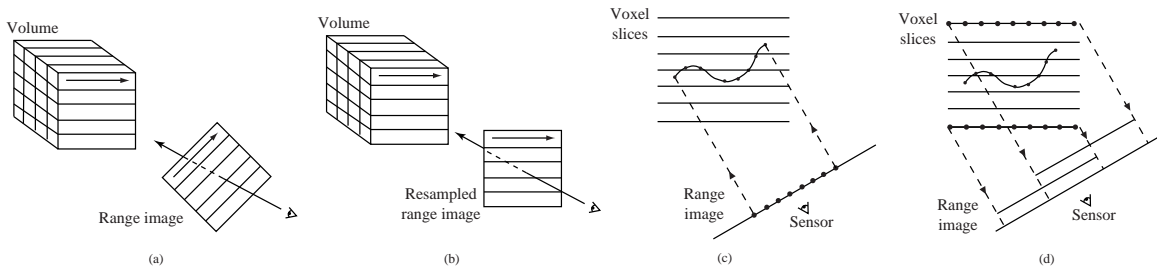 Volume
Range image
(a)
Volume
Resampled
range image
(b)
Voxel
slices
Range
image
Sensor
(c)
Voxel
slices
Range
image
Sensor
(d)